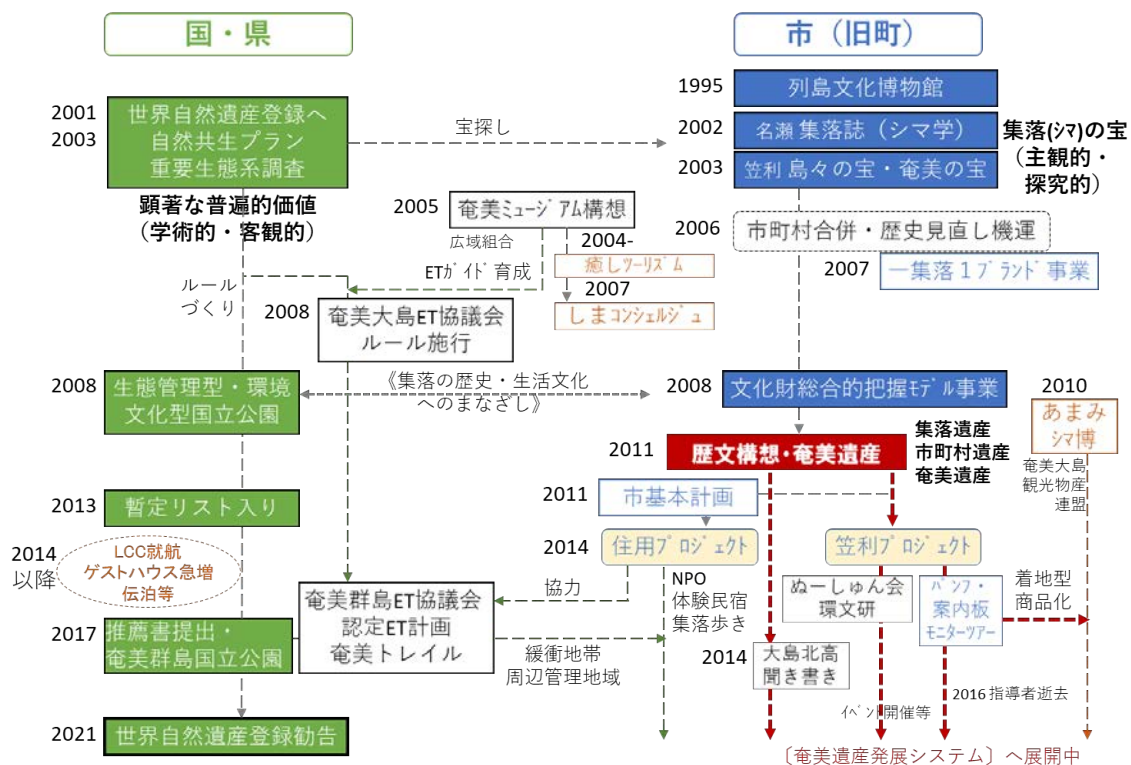 国・県
市（旧町）
1995
列島文化博物館
2001
2003
世界自然遺産登録へ
自然共生プラン
重要生態系調査
宝探し
2002
名瀬 集落誌（シマ学）
2003
笠利 島々の宝・奄美の宝
集落(ｼﾏ)の宝
（主観的・
探究的）
顕著な普遍的価値
（学術的・客観的）
2005
奄美ﾐｭｰｼﾞｱﾑ構想
広域組合
2004-
癒しﾂｰﾘｽﾞﾑ
ETｶﾞｲﾄﾞ育成
2007
しまｺﾝｼｪﾙｼﾞｭ
2006
市町村合併・歴史見直し機運
2007
一集落１ﾌﾞﾗﾝﾄﾞ事業
ルール
づくり
2008
奄美大島ET協議会
ルール施行
2008
生態管理型・環境
文化型国立公園
《集落の歴史・生活文化
へのまなざし》
2008
文化財総合的把握ﾓﾃﾞﾙ事業
2010
あまみ
ｼﾏ博
奄美大島
観光物産
連盟
2011
歴文構想・奄美遺産
集落遺産
市町村遺産
奄美遺産
2011
市基本計画
2013
暫定リスト入り
2014
以降
LCC就航
ゲストハウス急増
伝泊等
2014
住用ﾌﾟﾛｼﾞｪｸﾄ
笠利ﾌﾟﾛｼﾞｪｸﾄ
協力
NPO
体験民宿
集落歩き
ぬーしゅん会
環文研
ﾊﾟﾝﾌ・
案内板
ﾓﾆﾀｰﾂｱｰ
着地型
商品化
奄美群島ET協議会
認定ET計画
奄美トレイル
2017
推薦書提出・
奄美群島国立公園
緩衝地帯
周辺管理地域
2014
大島北高
聞き書き
2016 指導者逝去
ｲﾍﾞﾝﾄ開催等
2021
世界自然遺産登録勧告
〔奄美遺産発展システム〕へ展開中